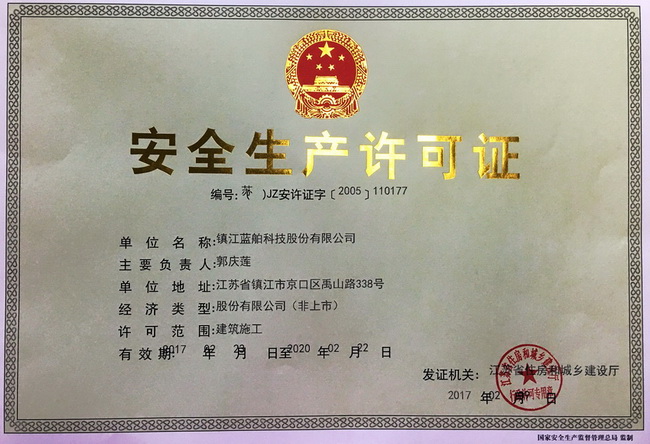 安全生产许可证
编号:(苏)JZ安许证字〔2005〕110177
单位名称:镇江蓝舶科技股份有限公司
主要负责人:郭庆莲
单位地址:江苏省镇江市京口区禹山路338号
经济类型:股份有限公司(非上市)
许可范围:建筑施工
有效期2017年02月23日至2020年02月22日
发证机关:江苏省住房和城乡建设厅
2017年02月日
国家安全生产监督管理总局 监制